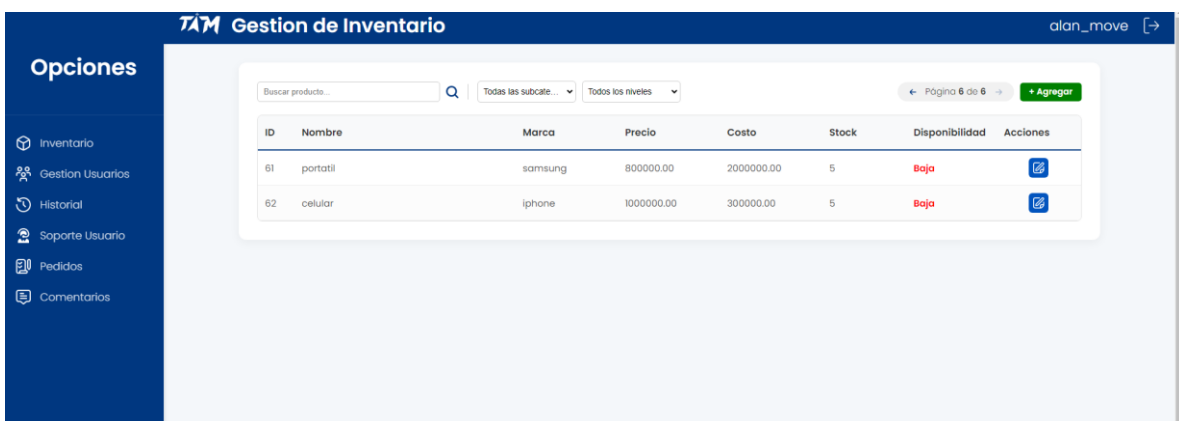 TAM Gestion de Inventario alan_move
Opciones
Inventario
Gestion Usuarios
Historial
Soporte Usuario
Pedidos
Comentarios
Buscar producto... Todas las subcate... Todos los niveles ← Página 6 de 6 → + Agregar
ID Nombre Marca Precio Costo Stock Disponibilidad Acciones
61 portatil samsung 800000.00 2000000.00 5 Baja
62 celular iphone 1000000.00 300000.00 5 Baja